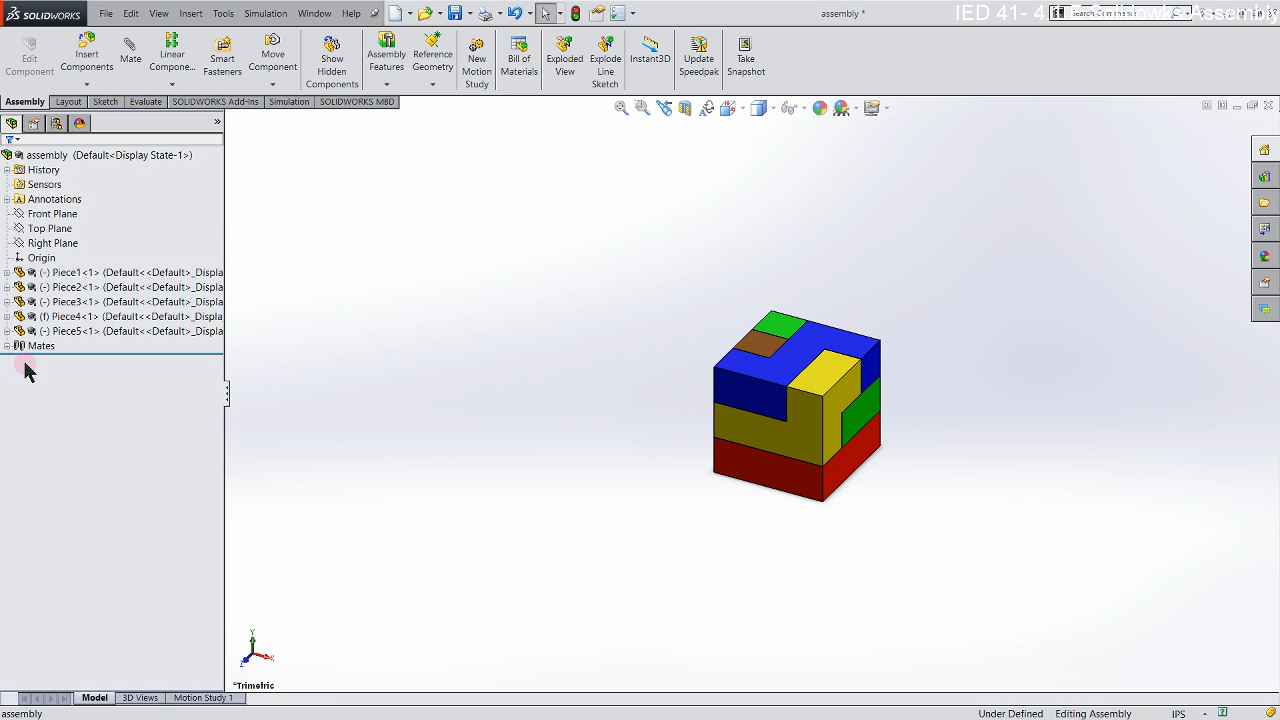 SOLIDWORKS File Edit View Insert Tools Simulation Window Help assembly * IED 41- 4. Solidworks Assembly
Edit Component
Insert Components
Mate
Linear Compone...
Smart Fasteners
Move Component
Show Hidden Components
Assembly Features
Reference Geometry
New Motion Study
Bill of Materials
Exploded View
Explode Line Sketch
Instant3D
Update Speedpak
Take Snapshot
Assembly Layout Sketch Evaluate SOLIDWORKS Add-Ins Simulation SOLIDWORKS MBD
assembly (Default<Display State-1>)
History
Sensors
Annotations
Front Plane
Top Plane
Right Plane
Origin
(-) Piece1<1> (Default<<Default>_Displa
(-) Piece2<1> (Default<<Default>_Displa
(-) Piece3<1> (Default<<Default>_Displa
(f) Piece4<1> (Default<<Default>_Displa
(-) Piece5<1> (Default<<Default>_Displa
Mates
Y
X
Z
*Trimetric
Model 3D Views Motion Study 1
assembly Under Defined Editing Assembly IPS